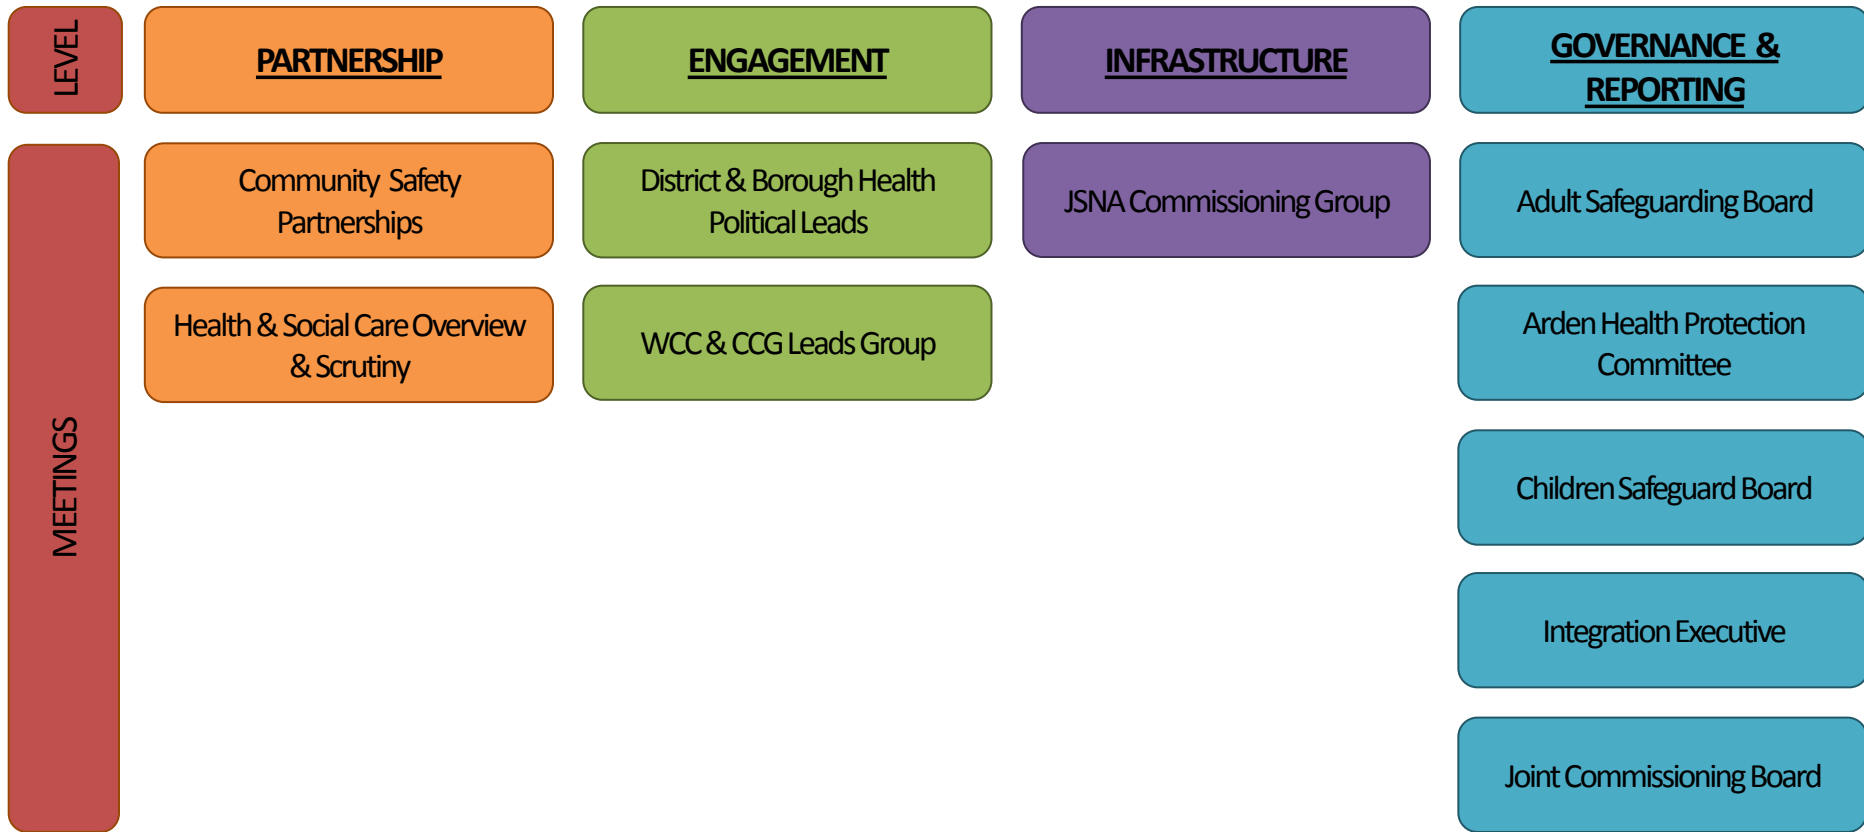 LEVEL
PARTNERSHIP
ENGAGEMENT
INFRASTRUCTURE
GOVERNANCE &
REPORTING
MEETINGS
Community Safety
Partnerships
District & Borough Health
Political Leads
JSNA Commissioning Group
Adult Safeguarding Board
Health & Social Care Overview
& Scrutiny
WCC & CCG Leads Group
Arden Health Protection
Committee
Children Safeguard Board
Integration Executive
Joint Commissioning Board